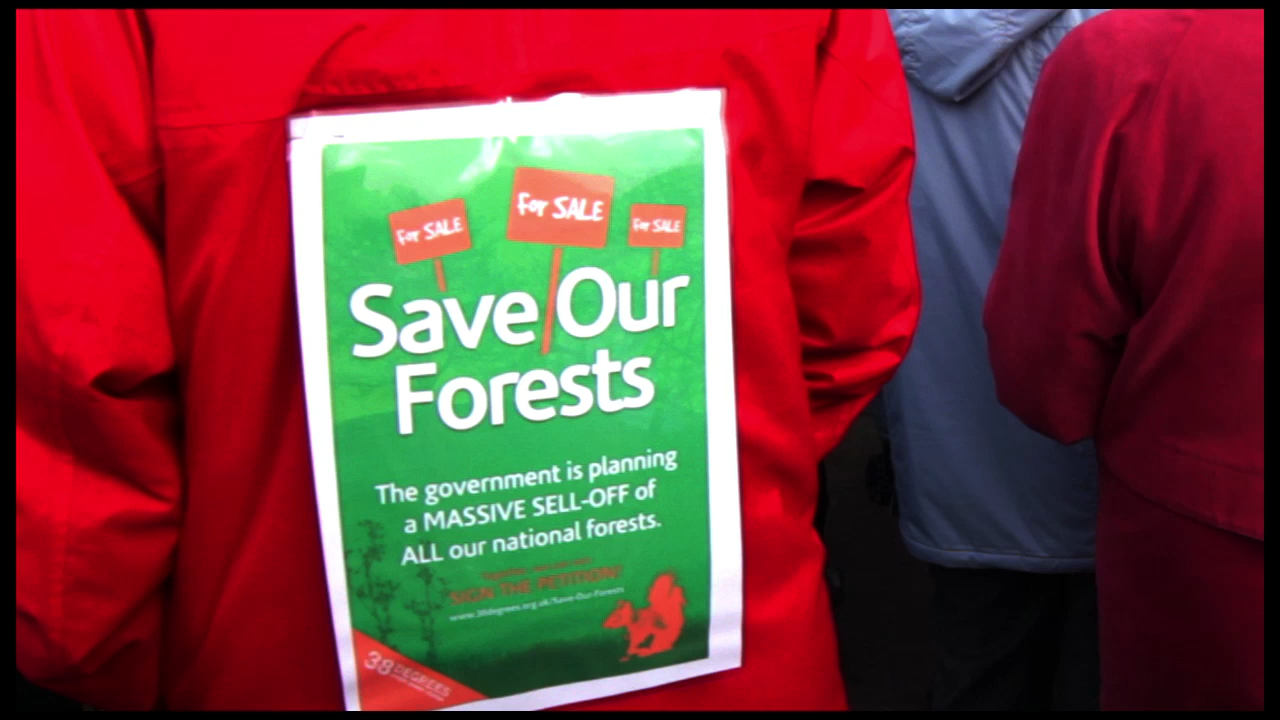 For SALE
For SALE
For SALE
Save Our
Forests
The government is planning
a MASSIVE SELL-OFF of
ALL our national forests.
SIGN THE PETITION!
www.38degrees.org.uk/Save-Our-Forests
38 DEGREES